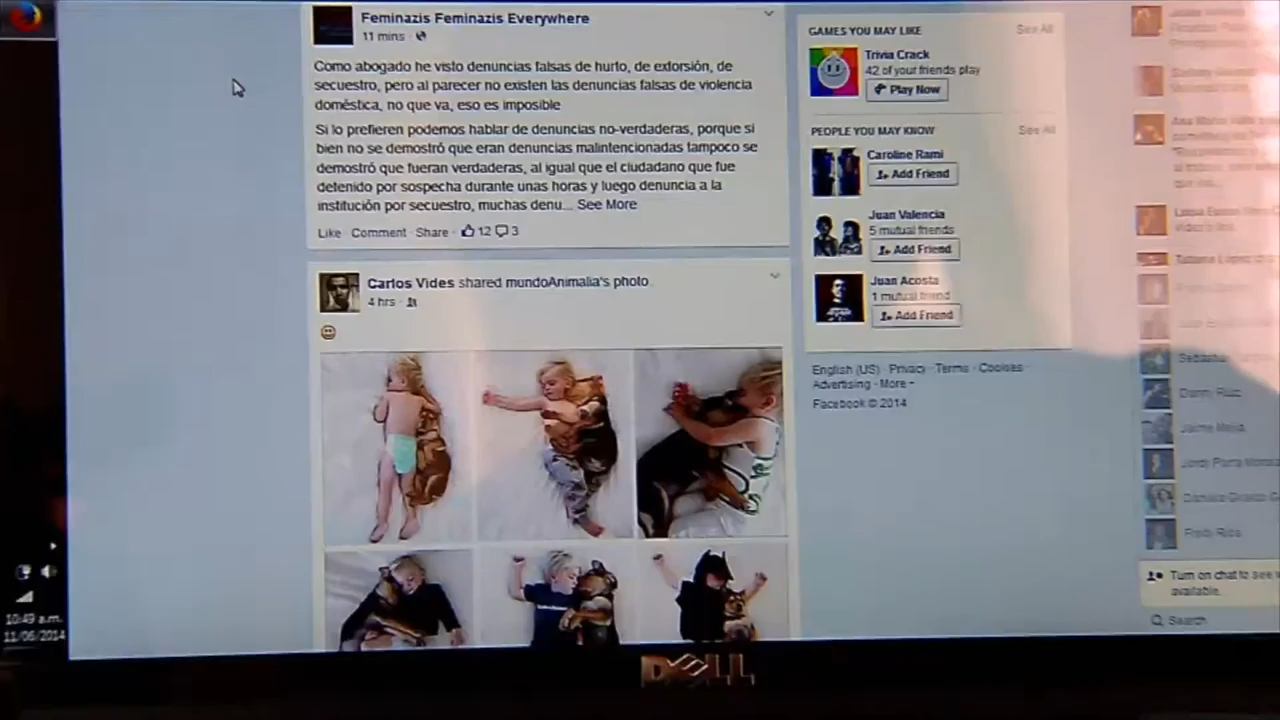 Feminazis Feminazis Everywhere
11 mins
Como abogado he visto denuncias falsas de hurto, de extorsión, de
secuestro, pero al parecer no existen las denuncias falsas de violencia
doméstica, no que va, eso es imposible
Si lo prefieren podemos hablar de denuncias no-verdaderas, porque si
bien no se demostró que eran denuncias malintencionadas tampoco se
demostró que fueran verdaderas, al igual que el ciudadano que fue
detenido por sospecha durante unas horas y luego denuncia a la
institución por secuestro, muchas denu... See More
Like · Comment · Share · 12 3
Carlos Vides shared mundoAnimalia's photo.
4 hrs
GAMES YOU MAY LIKE
See All
Trivia Crack
42 of your friends play
Play Now
PEOPLE YOU MAY KNOW
See All
Caroline Rami
Add Friend
Juan Valencia
5 mutual friends
Add Friend
Juan Acosta
1 mutual friend
Add Friend
English (US) · Privacy · Terms · Cookies ·
Advertising · More
Facebook © 2014
Turn on chat to see
available.
Search
10:49 a.m.
11/06/2014
DELL